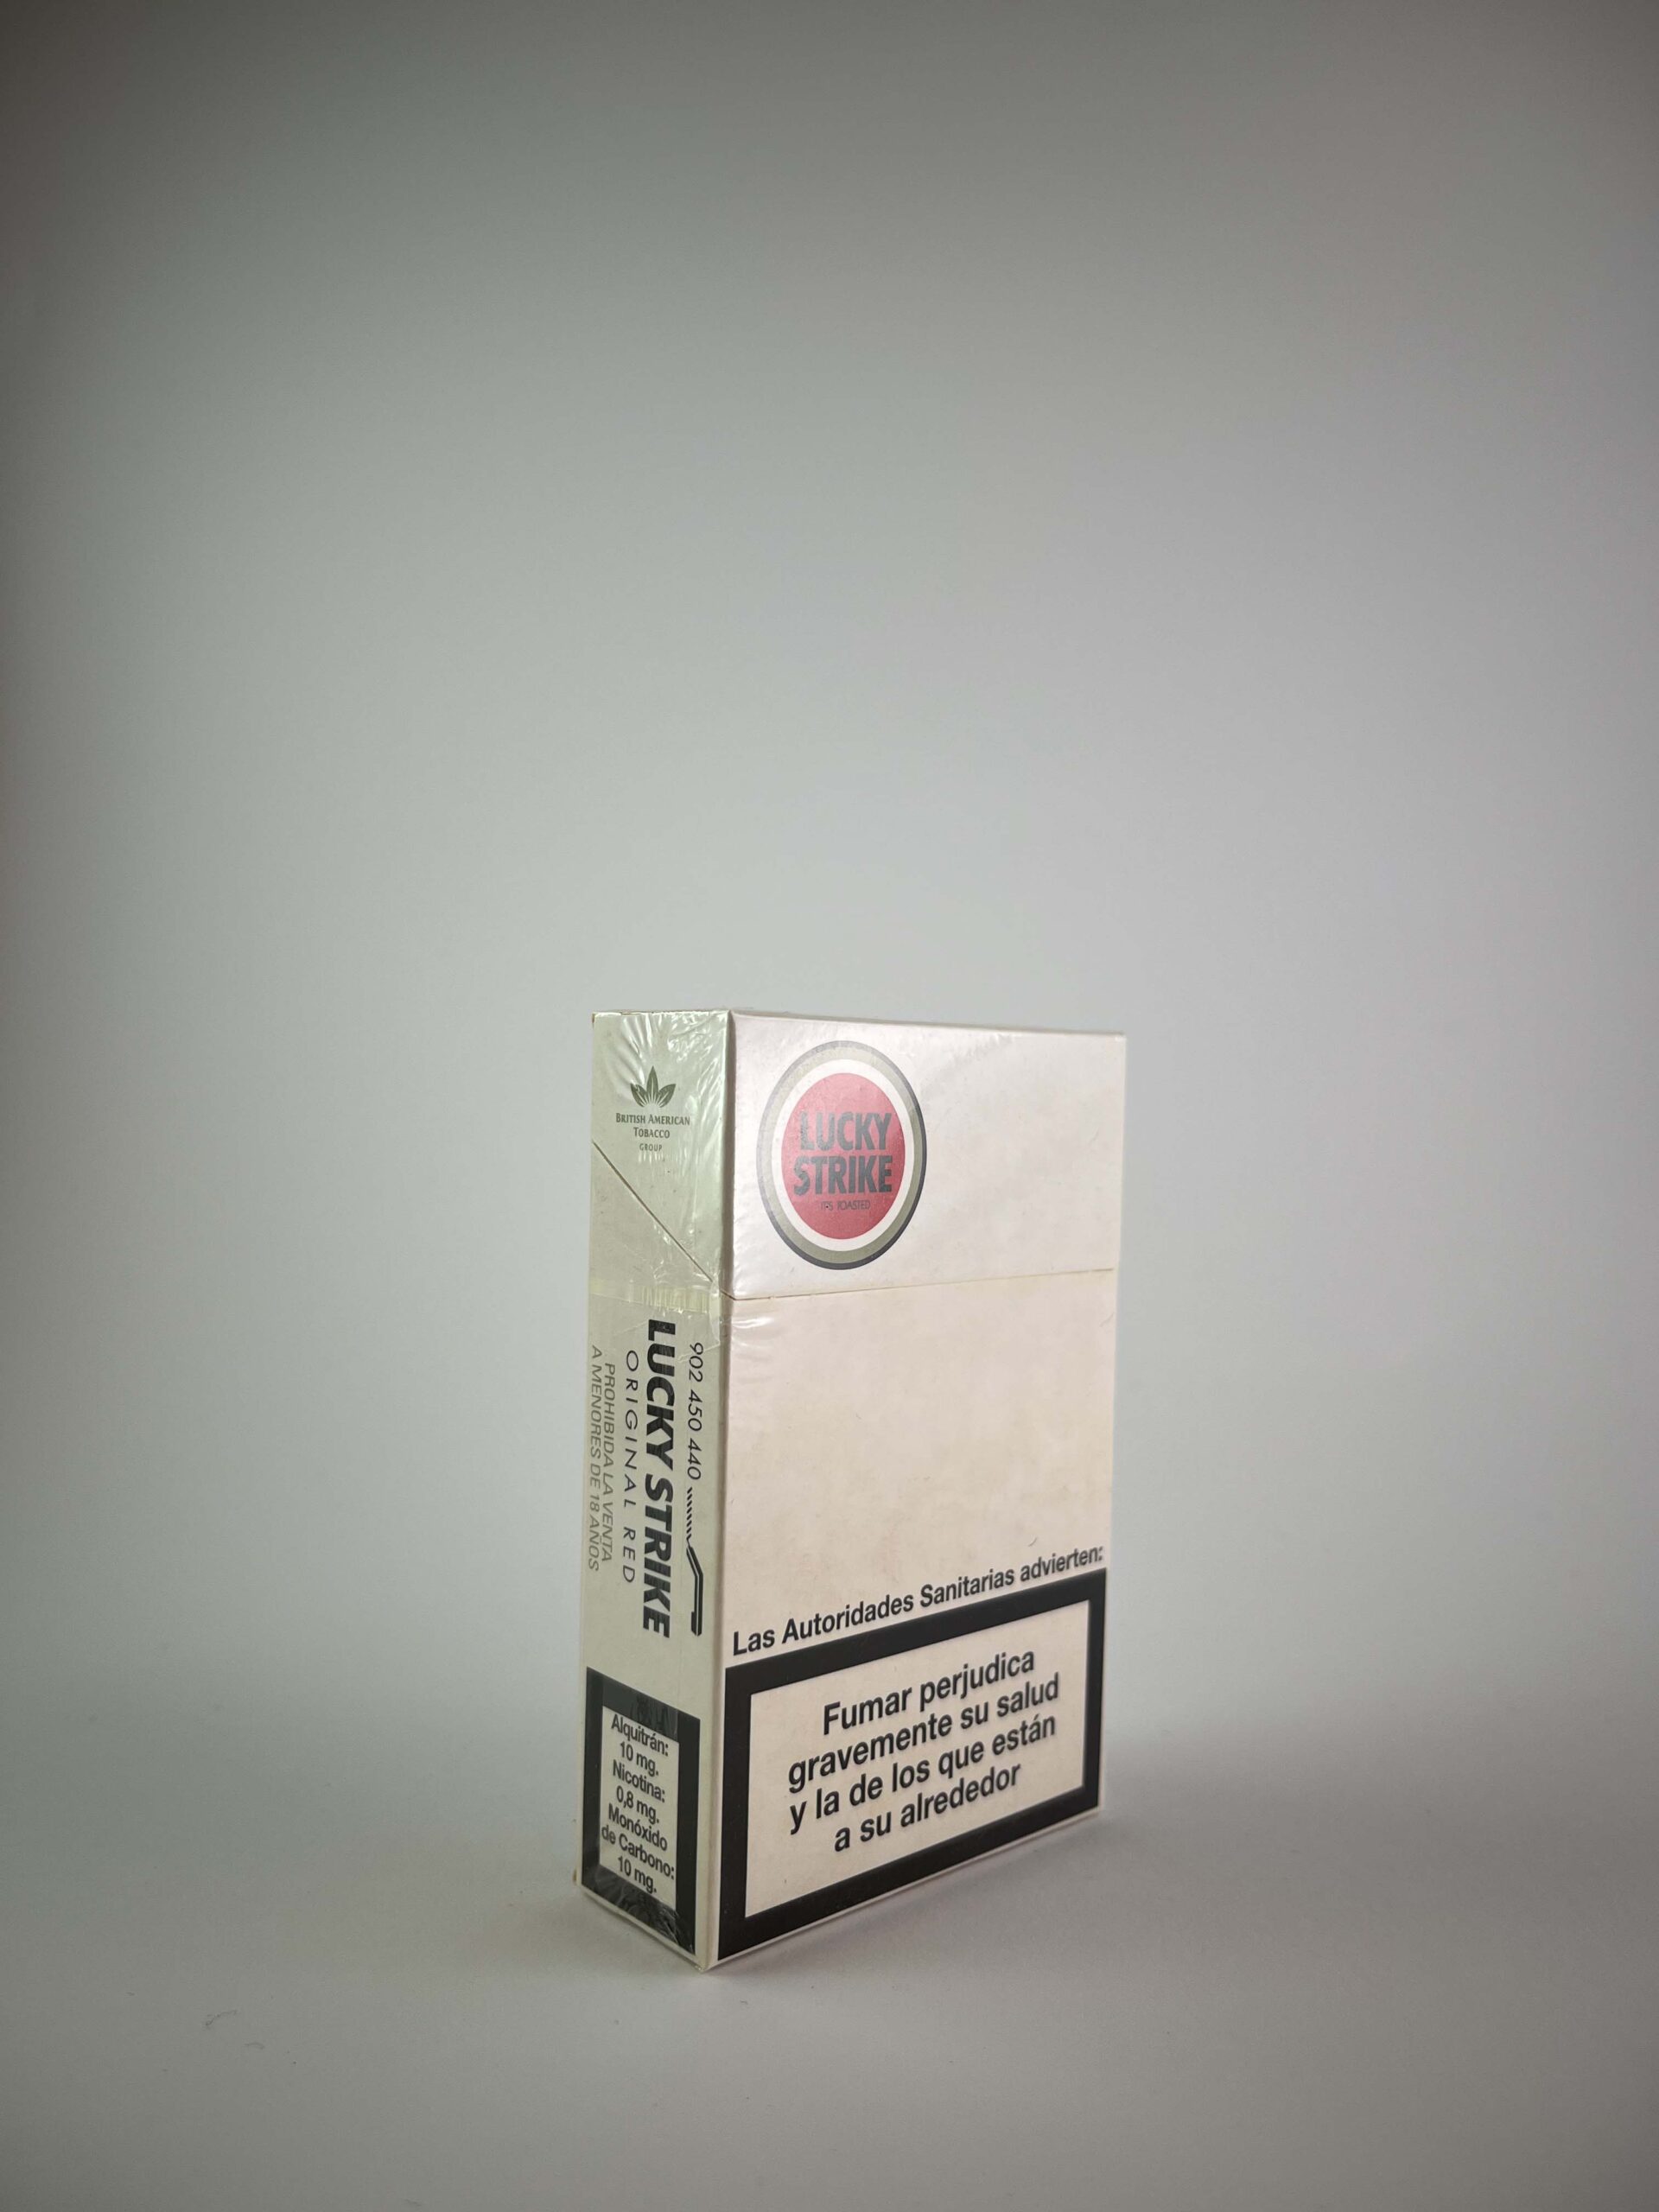 BRITISH AMERICAN
TOBACCO
GROUP
902 450 440
LUCKY STRIKE
ORIGINAL RED
PROHIBIDA LA VENTA
A MENORES DE 18 AÑOS
Alquitrán:
10 mg.
Nicotina:
0,8 mg.
Monóxido
de Carbono:
10 mg.
LUCKY
STRIKE
IT'S TOASTED
Las Autoridades Sanitarias advierten:
Fumar perjudica
gravemente su salud
y la de los que están
a su alrededor